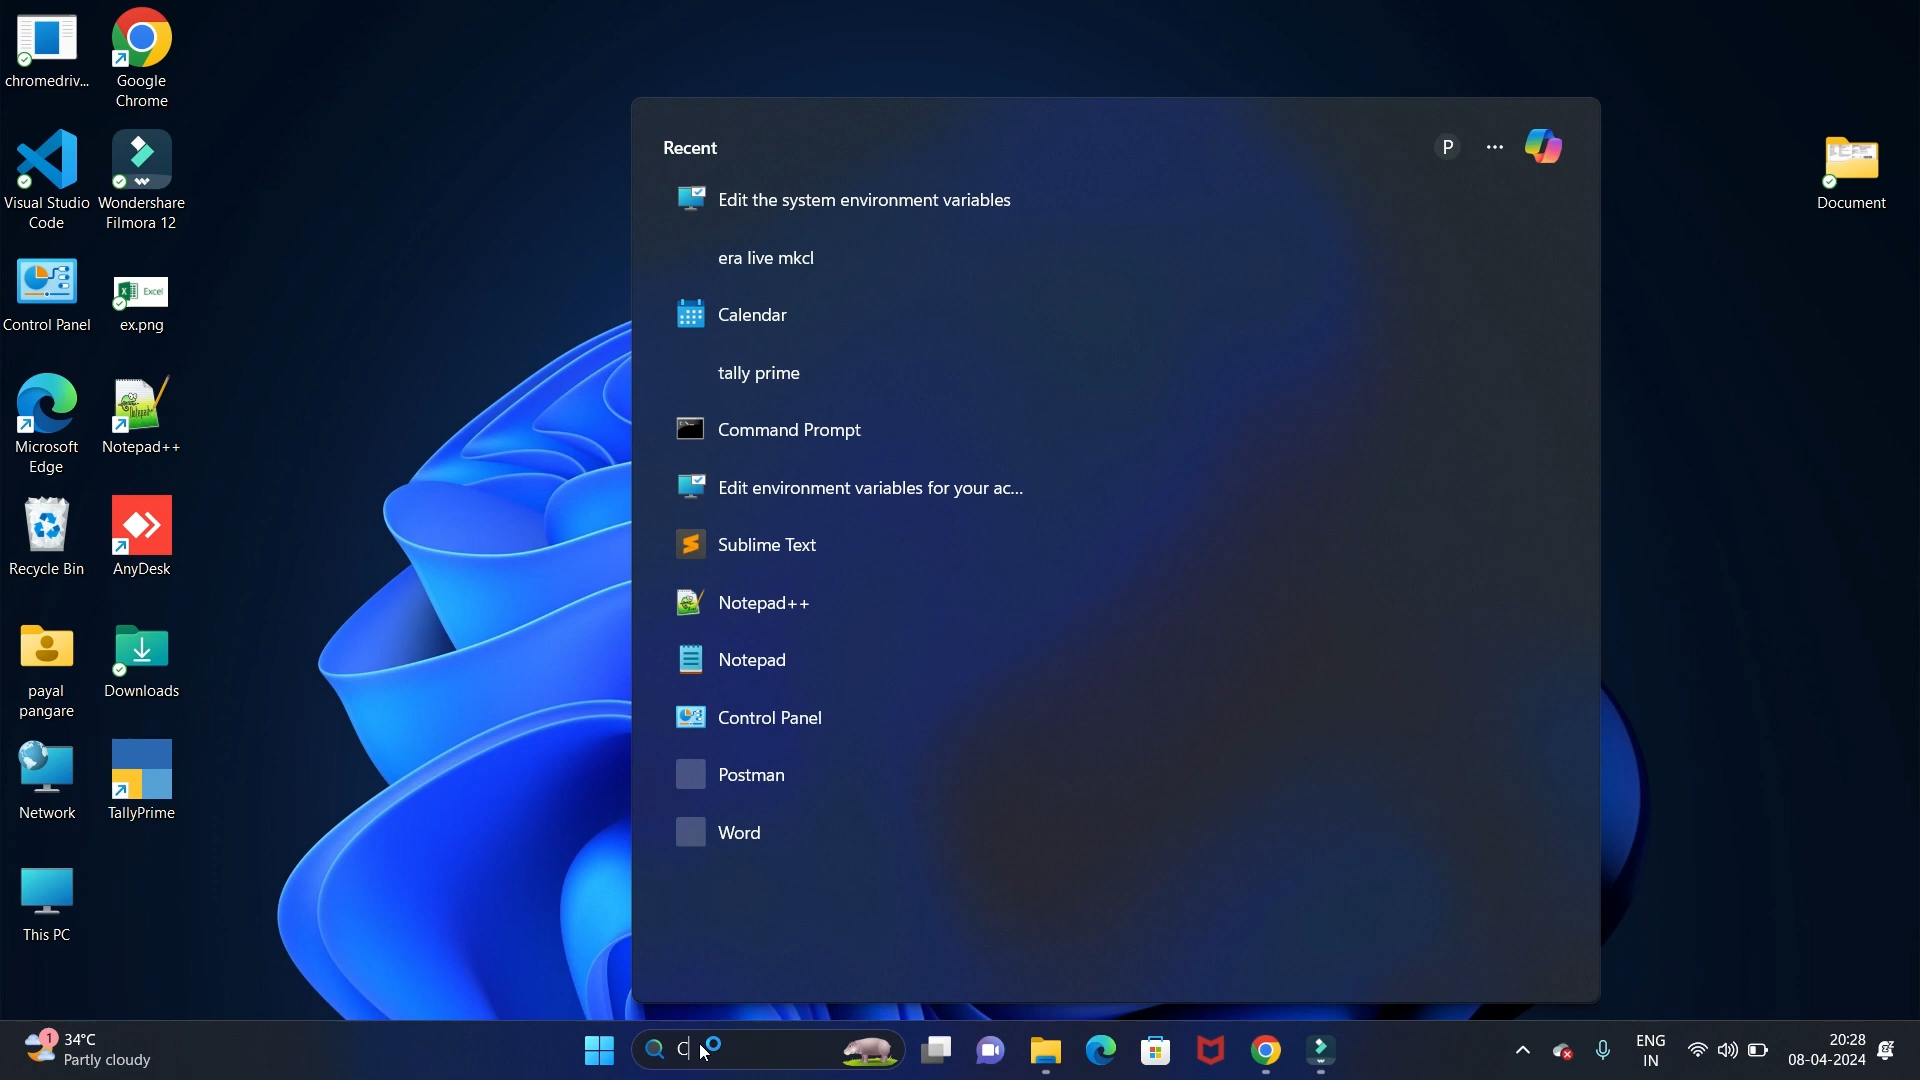 chromedriv...
Google
Chrome
Visual Studio
Code
Wondershare
Filmora 12
Control Panel
Excel
ex.png
Microsoft
Edge
Notepad++
Recycle Bin
AnyDesk
payal
pangare
Downloads
Network
TallyPrime
This PC
Recent
P
Edit the system environment variables
era live mkcl
Calendar
tally prime
Command Prompt
Edit environment variables for your ac...
Sublime Text
Notepad++
Notepad
Control Panel
Postman
Word
Document
1
34°C
Partly cloudy
C
ENG
IN
20:28
08-04-2024